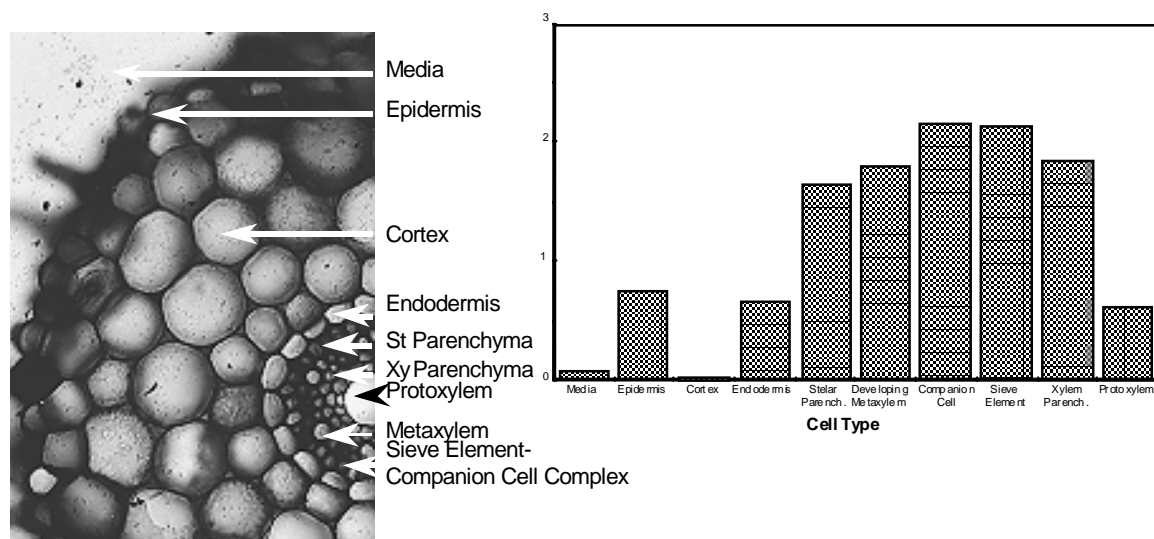 Media
Epidermis
Cortex
Endodermis
St Parenchyma
Xy Parenchyma
Protoxylem
Metaxylem
Sieve Element-
Companion Cell Complex
3
2
1
0
Media
Epidermis
Cortex
Endodermis
Stelar
Parench.
Developing
Metaxylem
Companion
Cell
Sieve
Element
Xylem
Parench.
Protoxylem
Cell Type